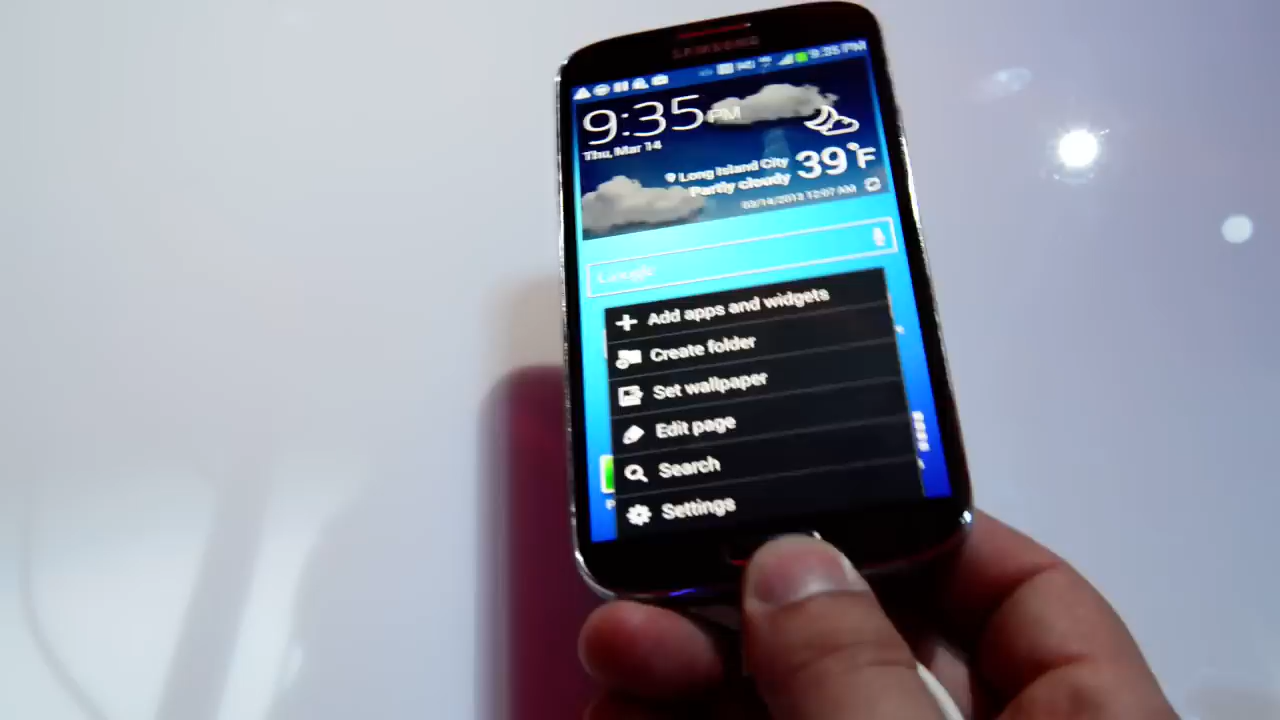 SAMSUNG
9:35 PM
9:35 PM
Thu, Mar 14
Long Island City
39°F
Partly cloudy
03/14/2013 12:07 AM
Google
Add apps and widgets
Create folder
Set wallpaper
Edit page
Search
Settings